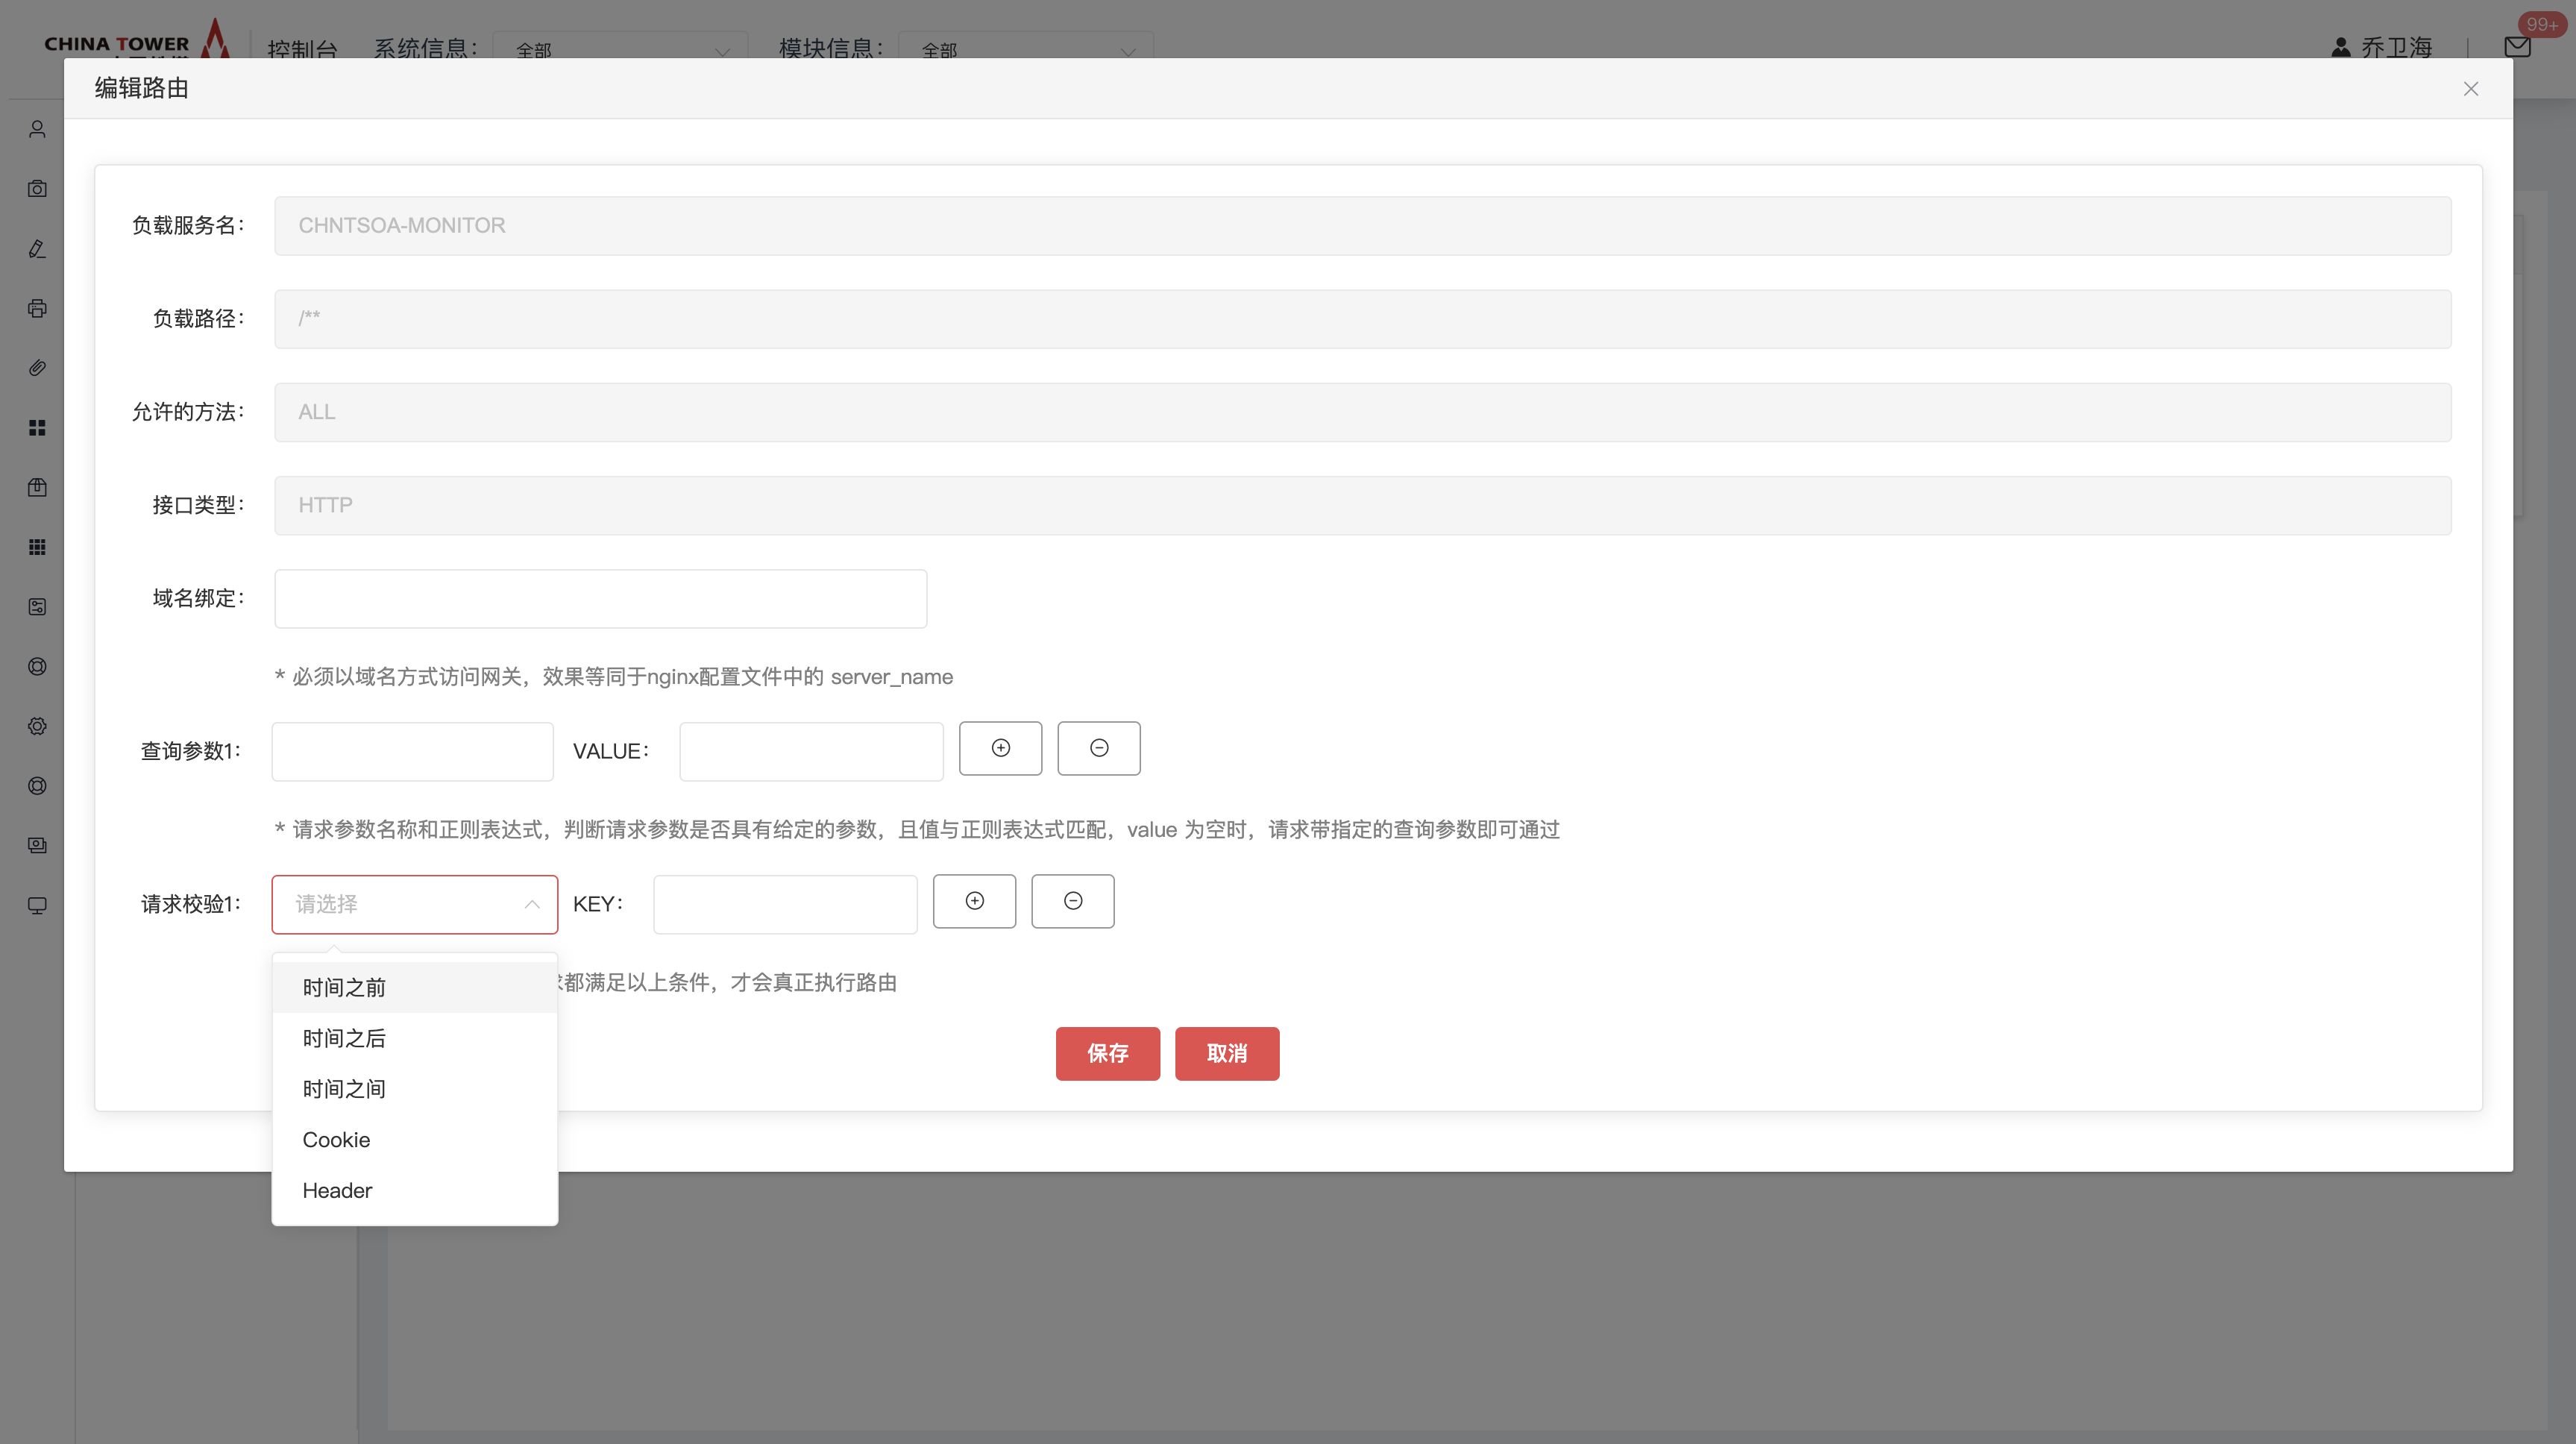 CHINA TOWER
控制台
系统信息：
全部
模块信息：
全部
乔卫海
99+
编辑路由
负载服务名：
CHNTSOA-MONITOR
负载路径：
/**
允许的方法：
ALL
接口类型：
HTTP
域名绑定：
* 必须以域名方式访问网关，效果等同于nginx配置文件中的 server_name
查询参数1：
VALUE：
* 请求参数名称和正则表达式，判断请求参数是否具有给定的参数，且值与正则表达式匹配，value 为空时，请求带指定的查询参数即可通过
请求校验1：
请选择
KEY：
都满足以上条件，才会真正执行路由
时间之前
时间之后
时间之间
Cookie
Header
保存
取消